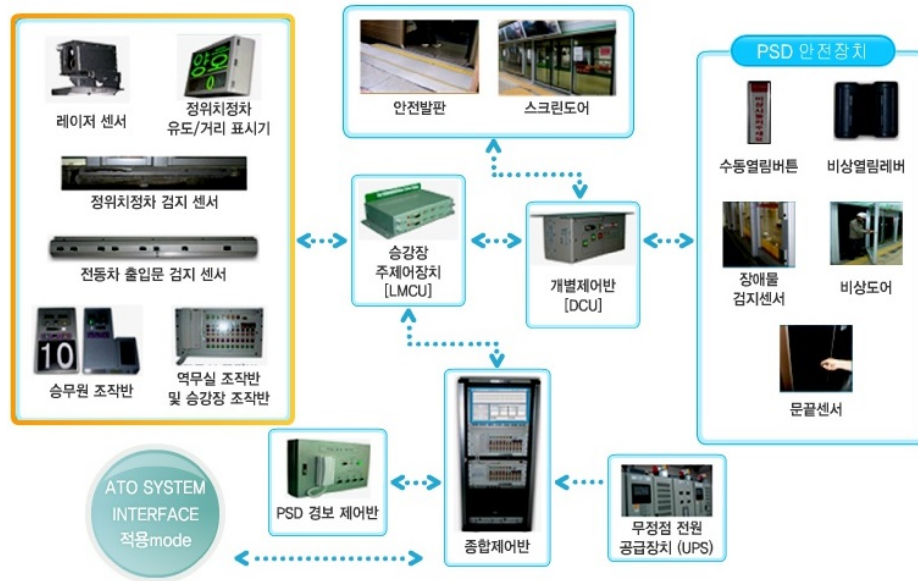 레이저 센서
정위치정차
유도/거리 표시기
정위치정차 검지 센서
전동차 출입문 검지 센서
10
승무원 조작반
역무실 조작반
및 승강장 조작반
안전발판
스크린도어
승강장
주제어장치
[LMCU]
개별제어반
[DCU]
PSD 안전장치
수동열림버튼
비상열림레버
장애물
검지센서
비상도어
문끝센서
ATO SYSTEM
INTERFACE
적용mode
PSD 경보 제어반
종합제어반
무정점 전원
공급장치 (UPS)